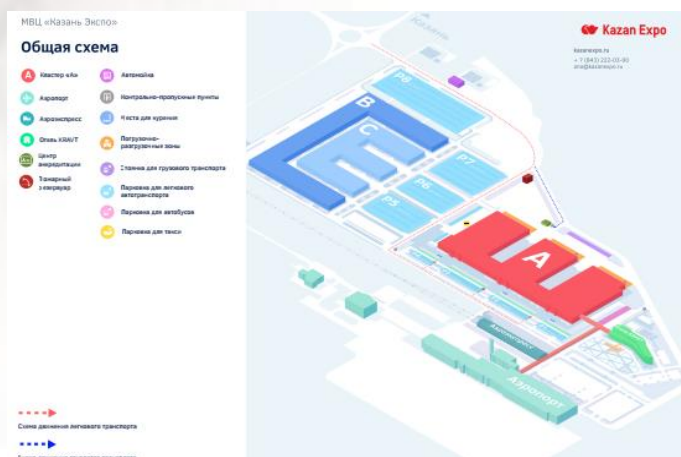 МВЦ «Казань Экспо»
Общая схема
А Кластер «А»
Аэропорт
Аэроэкспресс
Отель KRAVT
Центр
аккредитации
Пожарный
резервуар
Автомойка
Контрольно-пропускные пункты
Места для курения
Погрузочно-
разгрузочные зоны
Стоянка для грузового транспорта
Парковка для легкового
автотранспорта
Парковка для автобусов
Парковка для такси
Схема движения легкового транспорта
Kazan Expo
kazanexpo.ru
P8
B
C
P7
P6
P5
A
Аэроэкспресс
Аэропорт